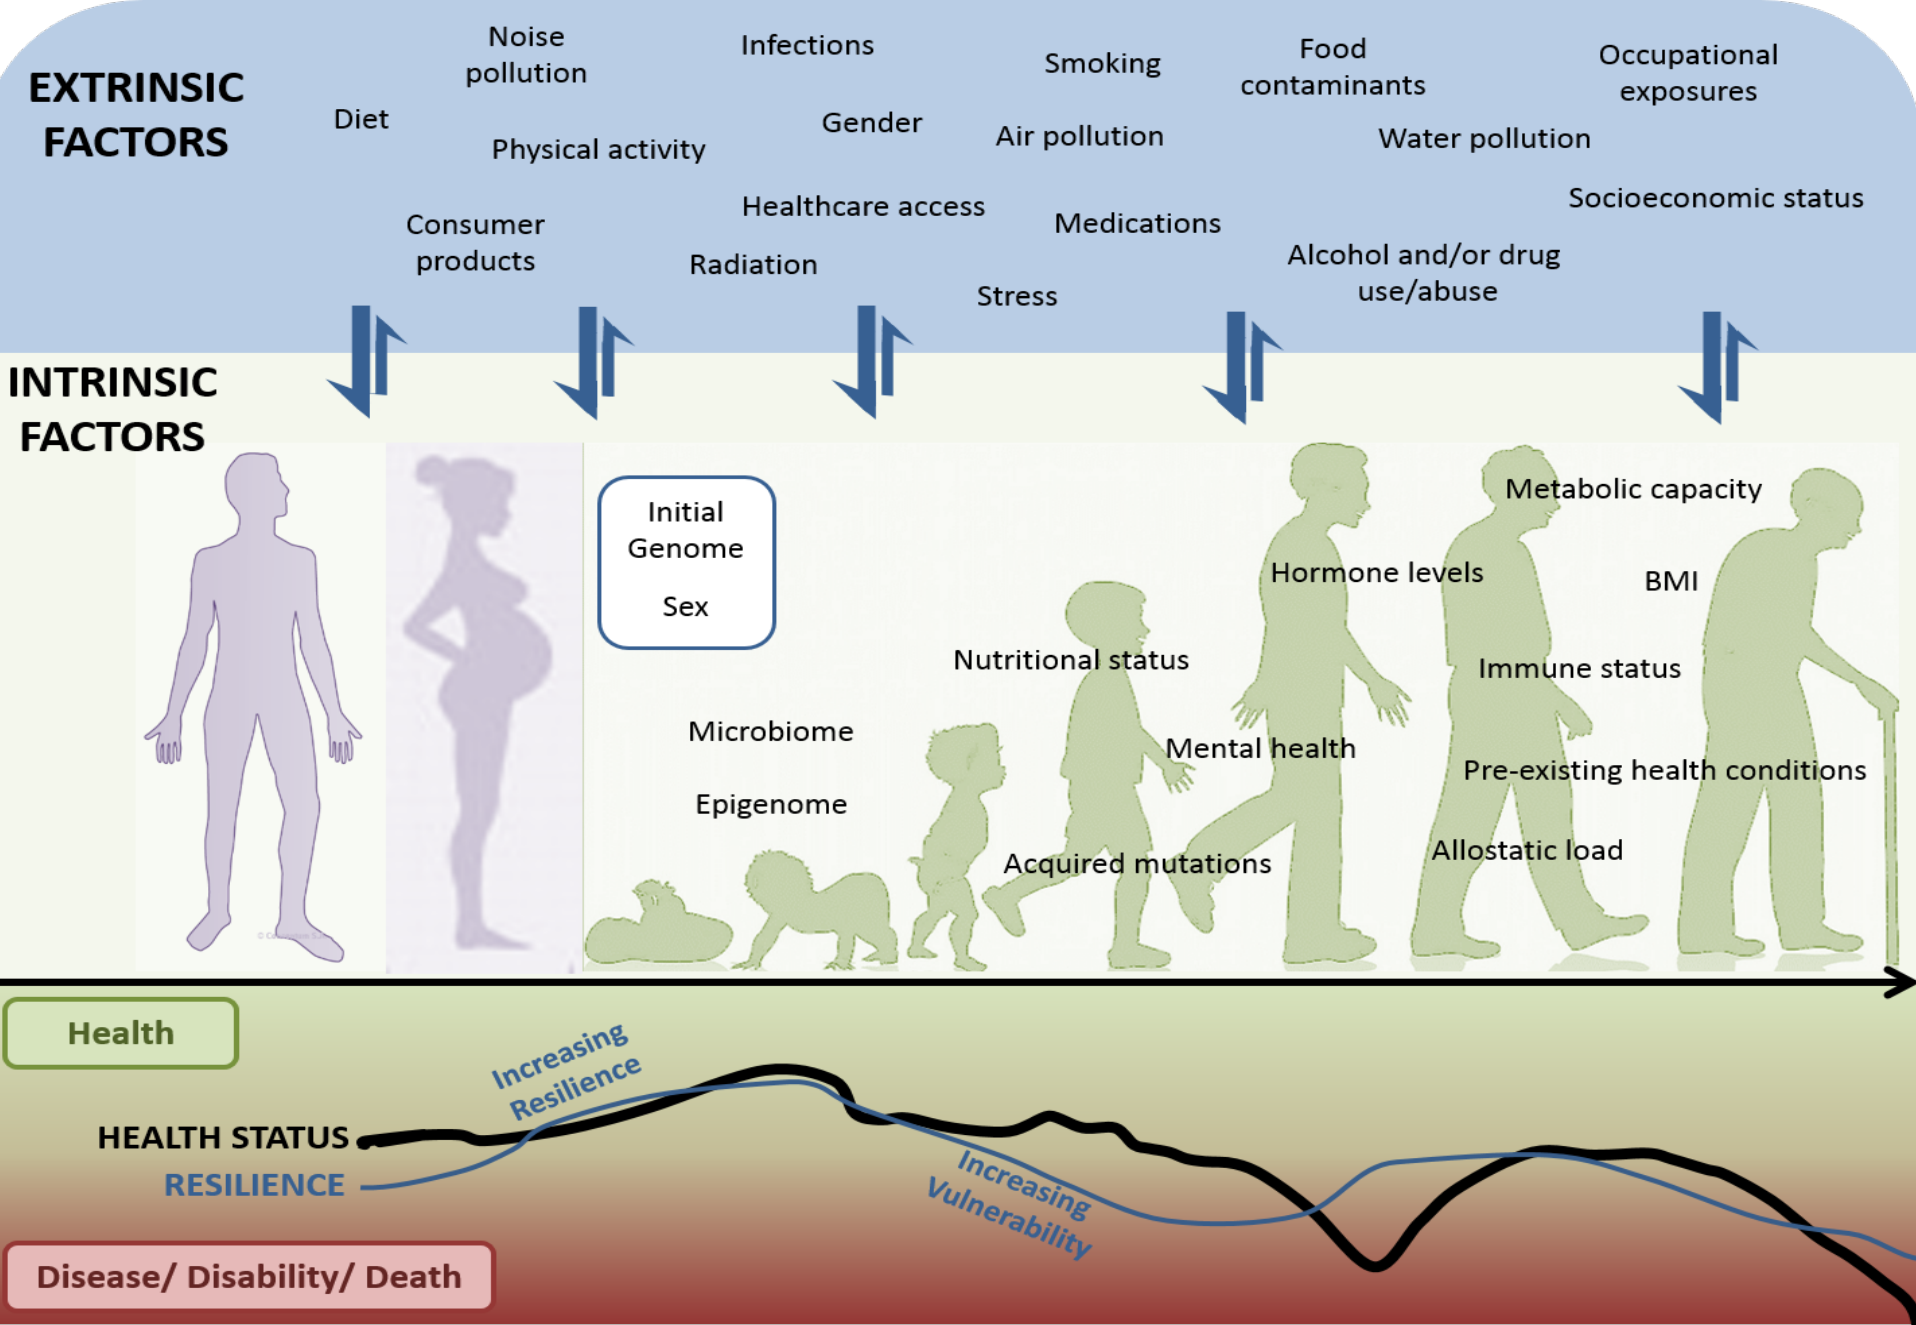 EXTRINSIC
FACTORS
Diet
Noise
pollution
Physical activity
Consumer
products
Infections
Gender
Healthcare access
Radiation
Smoking
Air pollution
Medications
Stress
Food
contaminants
Water pollution
Alcohol and/or drug
use/abuse
Occupational
exposures
Socioeconomic status
INTRINSIC
FACTORS
Initial
Genome
Sex
Microbiome
Epigenome
Nutritional status
Acquired mutations
Mental health
Hormone levels
Metabolic capacity
BMI
Immune status
Pre-existing health conditions
Allostatic load
Health
Increasing
Resilience
HEALTH STATUS
RESILIENCE
Increasing
Vulnerability
Disease/ Disability/ Death